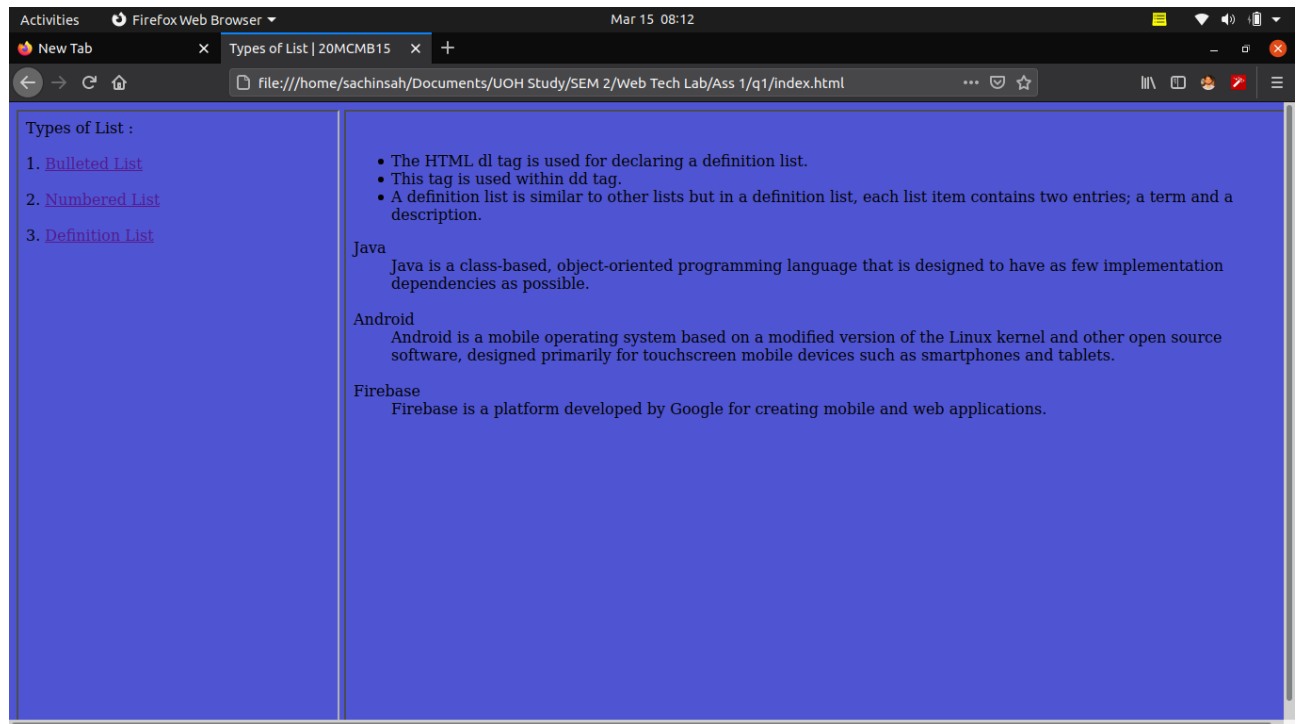 Activities Firefox Web Browser Mar 15 08:12
New Tab Types of List | 20MCMB15
file:///home/sachinsah/Documents/UOH Study/SEM 2/Web Tech Lab/Ass 1/q1/index.html
Types of List :
1. Bulleted List
2. Numbered List
3. Definition List
• The HTML dl tag is used for declaring a definition list.
• This tag is used within dd tag.
• A definition list is similar to other lists but in a definition list, each list item contains two entries; a term and a
description.
Java
Java is a class-based, object-oriented programming language that is designed to have as few implementation
dependencies as possible.
Android
Android is a mobile operating system based on a modified version of the Linux kernel and other open source
software, designed primarily for touchscreen mobile devices such as smartphones and tablets.
Firebase
Firebase is a platform developed by Google for creating mobile and web applications.